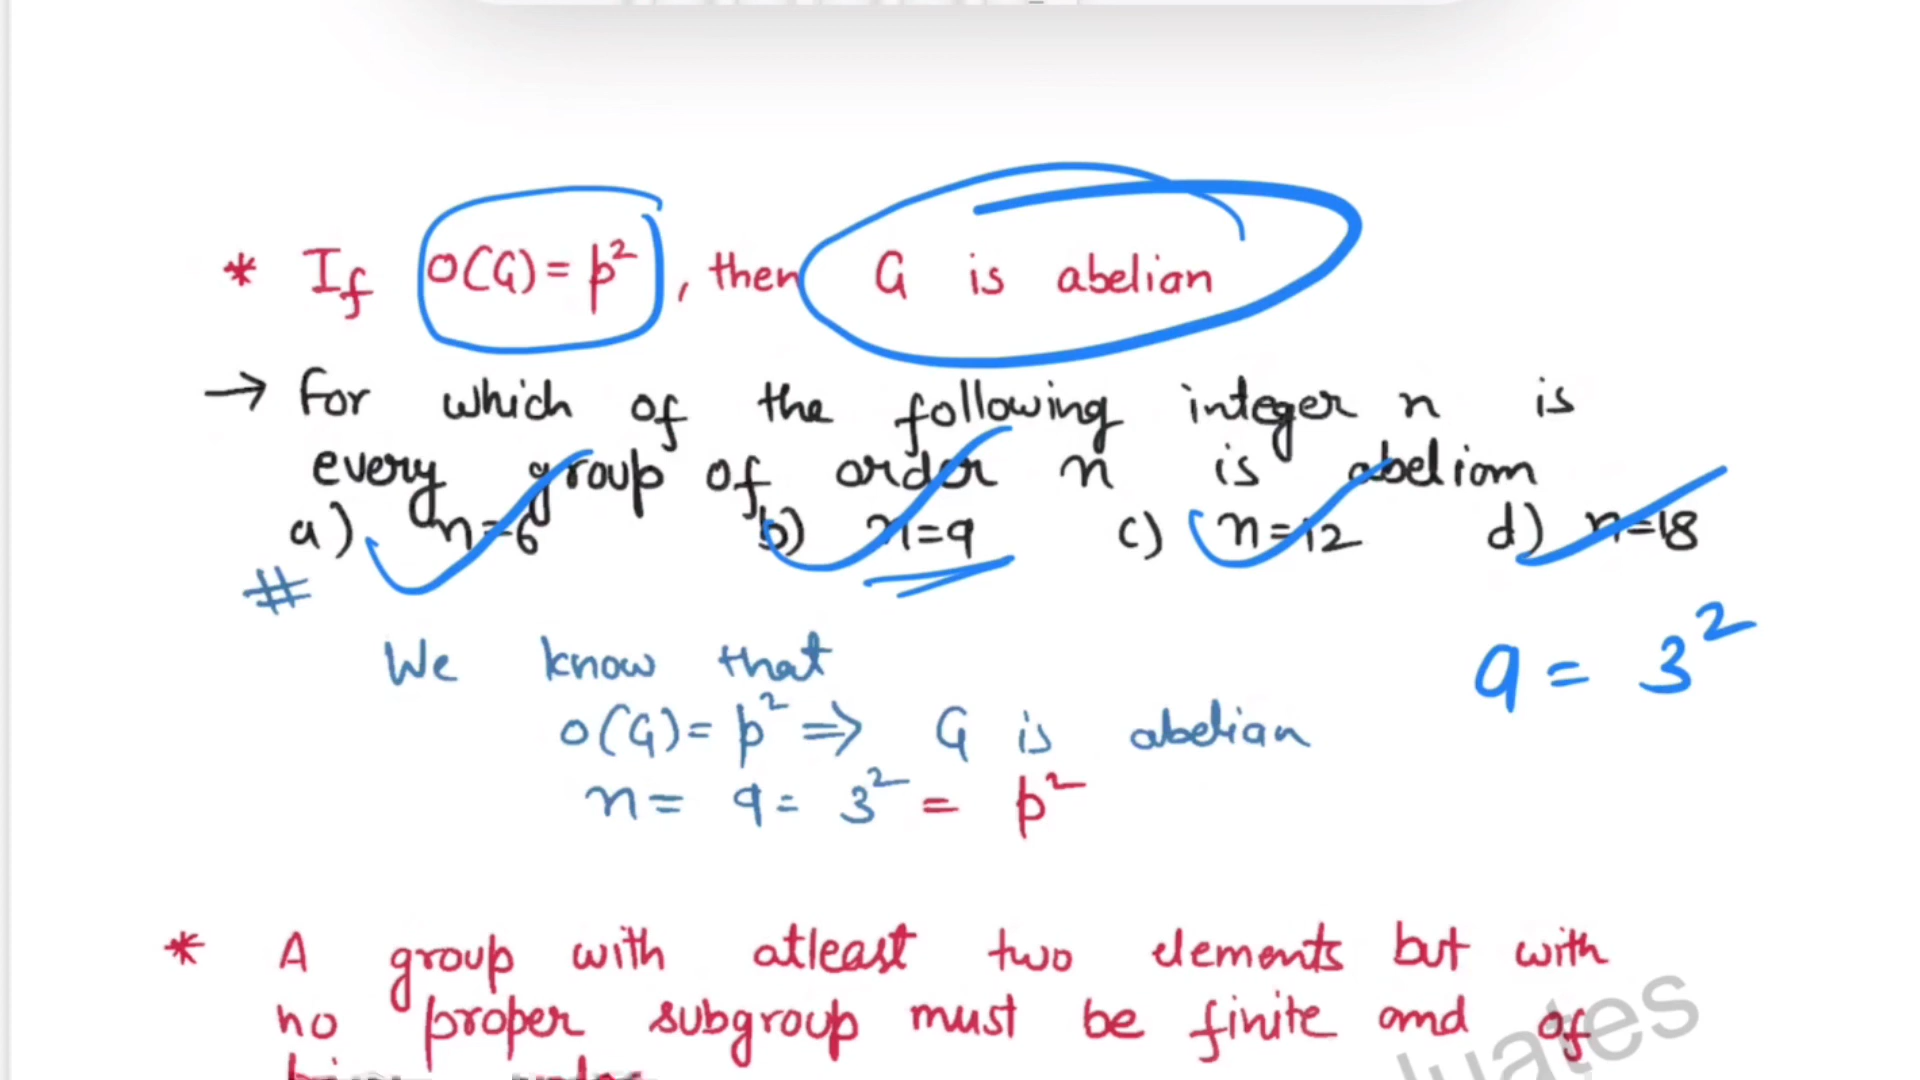 * If O(G) = p², then G is abelian
→ For which of the following integer n is
every group of order n is abeliam
a) n=6 b) n=9 c) n=12 d) n=18
#
9 = 3²
We know that
O(G) = p² ⇒ G is abelian
n = 9 = 3² = p²
* A group with atleast two elements but with
no proper subgroup must be finite and of
uates